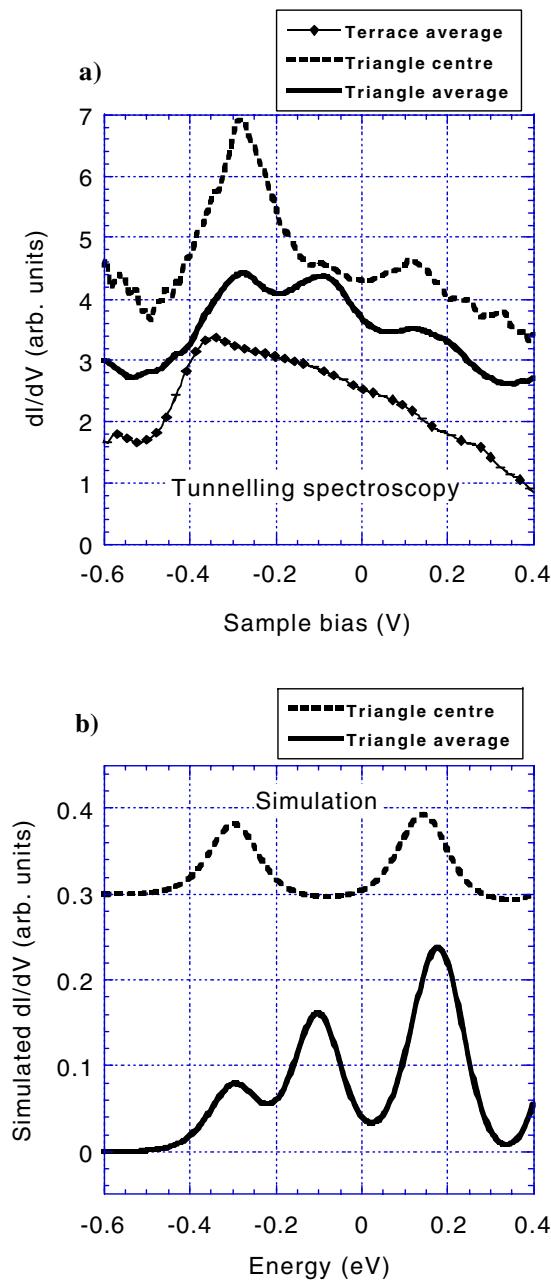 Terrace average
a)
Triangle centre
Triangle average
7
6
5
4
3
2
1
0
dI/dV (arb. units)
Tunnelling spectroscopy
-0.6
-0.4
-0.2
0
0.2
0.4
Sample bias (V)
b)
Triangle centre
Triangle average
Simulation
0.4
0.3
0.2
0.1
0
Simulated dI/dV (arb. units)
-0.6
-0.4
-0.2
0
0.2
0.4
Energy (eV)